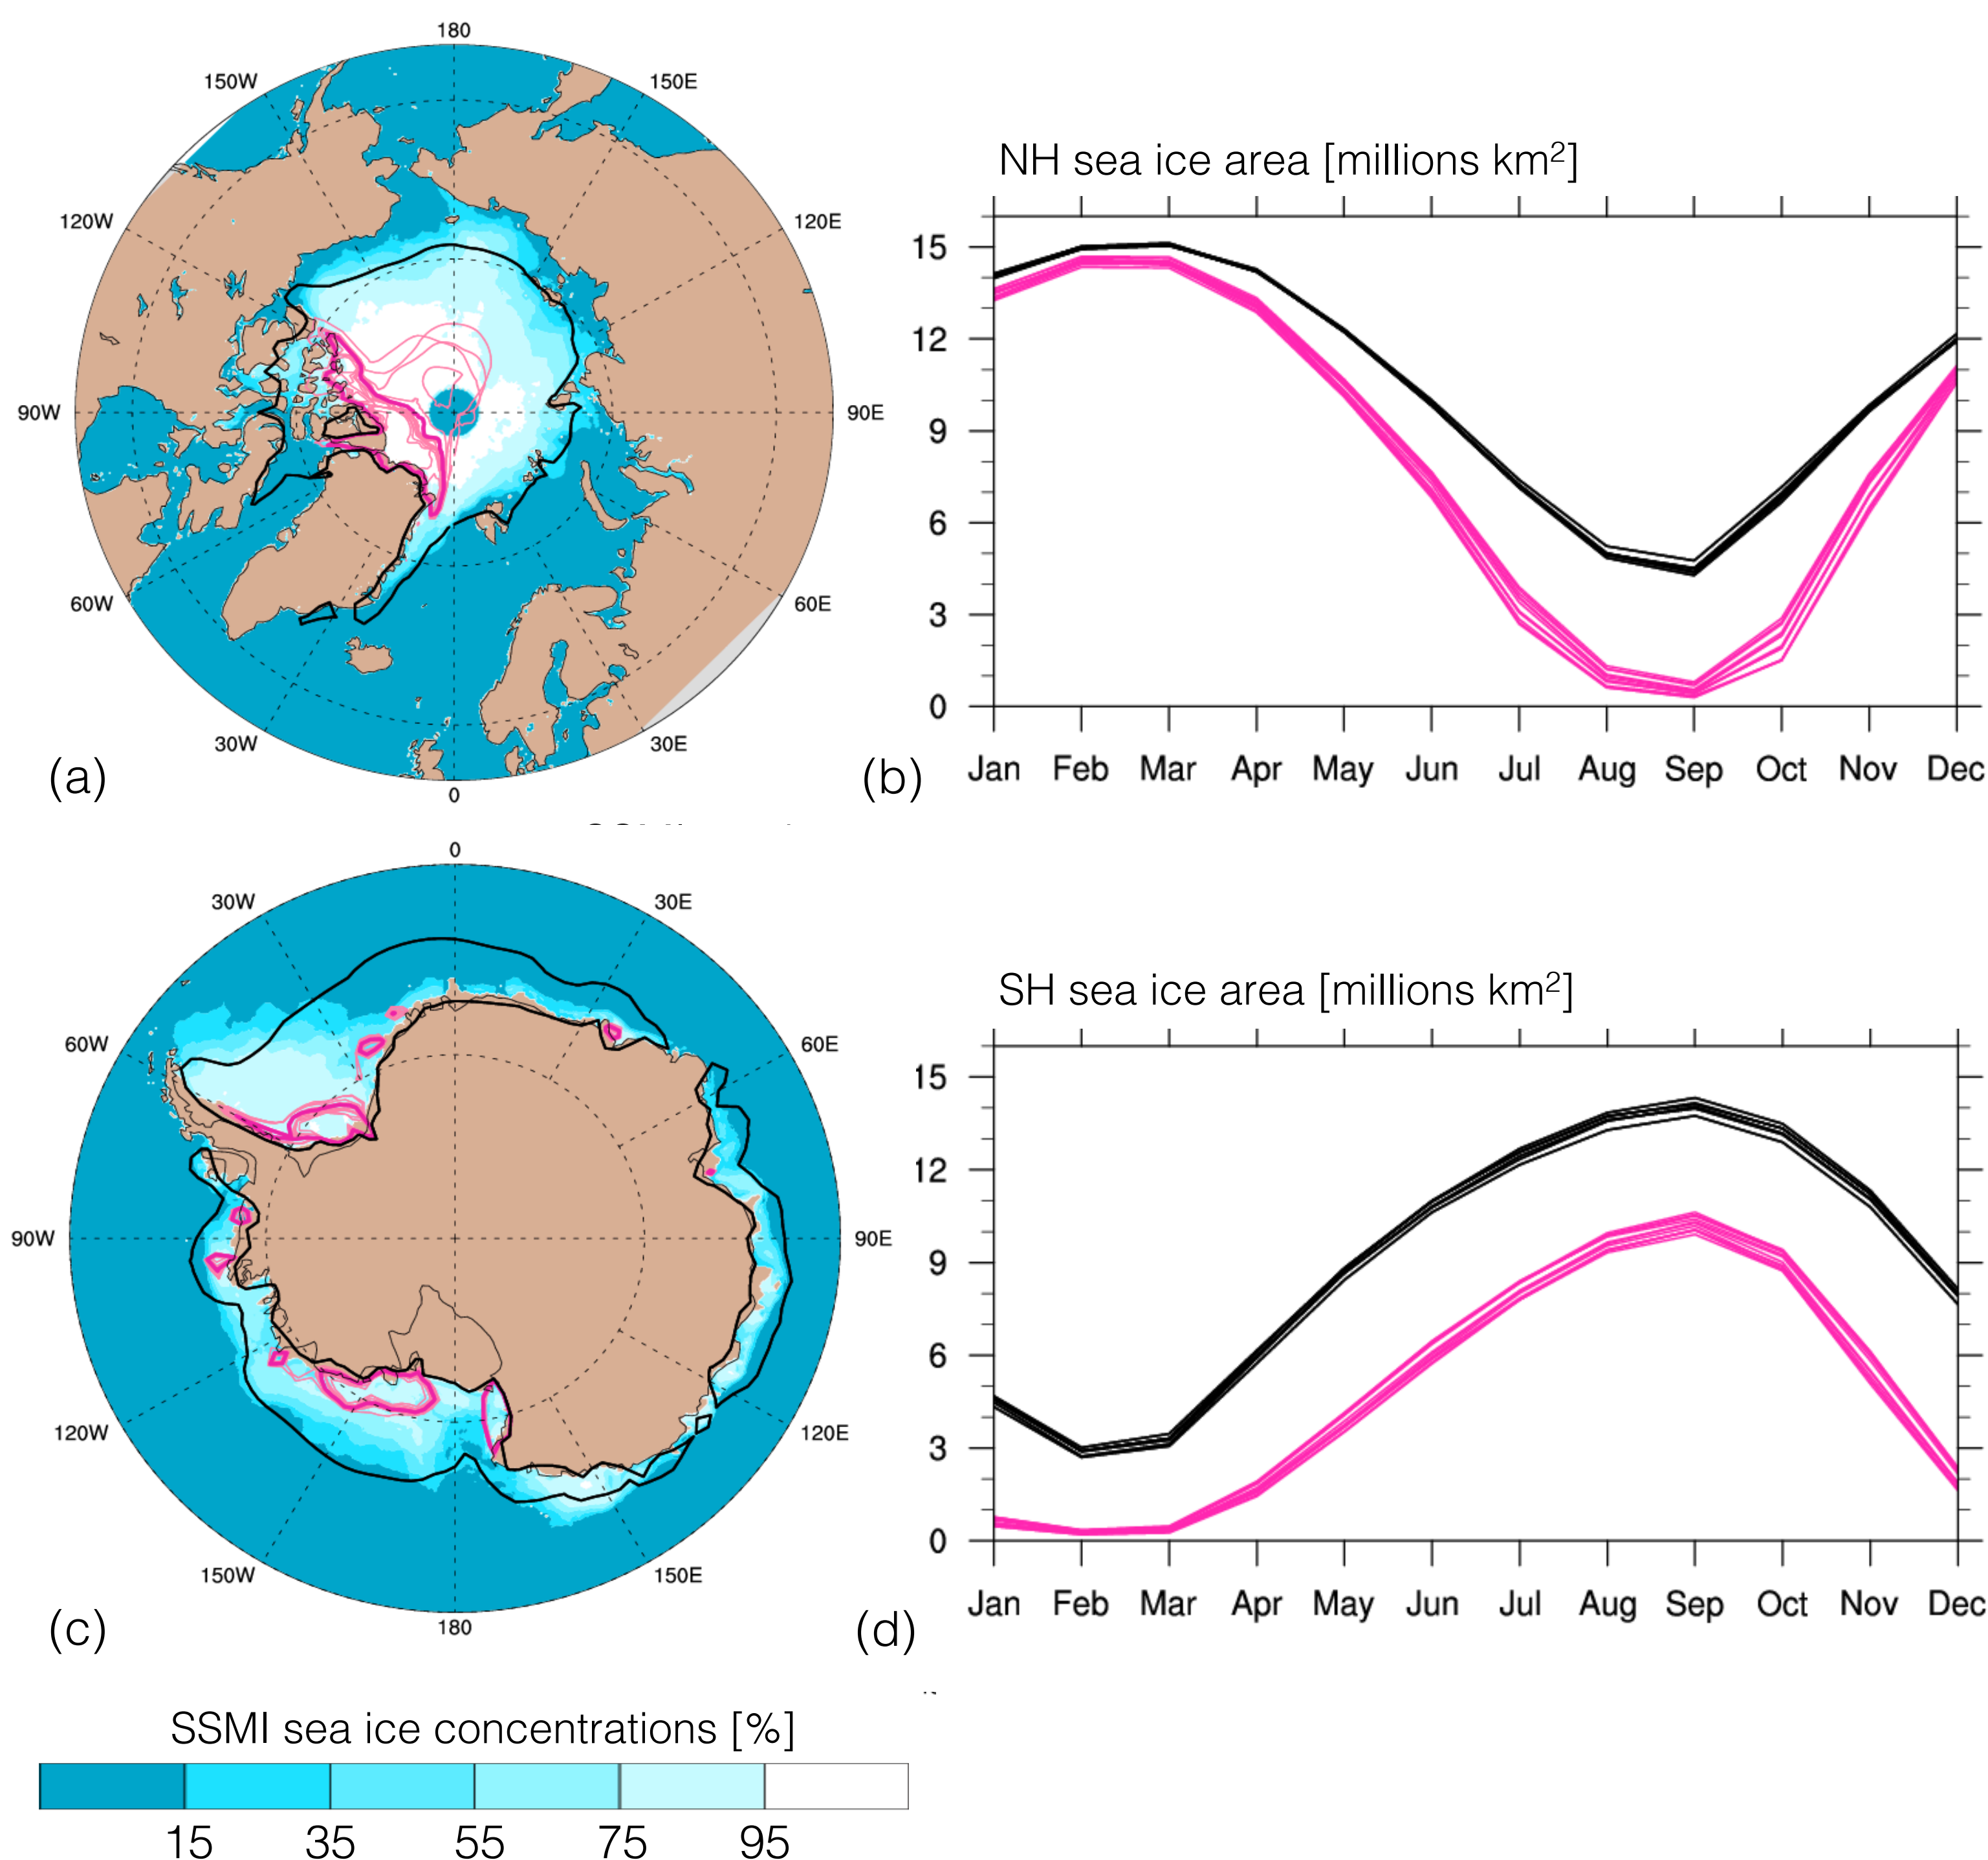 180
150W 150E
120W 120E
90W 90E
60W 60E
30W 30E
0
(a)
NH sea ice area [millions km²]
15
12
9
6
3
0
Jan Feb Mar Apr May Jun Jul Aug Sep Oct Nov Dec
(b)
0
30W 30E
60W 60E
90W 90E
120W 120E
150W 150E
180
(c)
SH sea ice area [millions km²]
15
12
9
6
3
0
Jan Feb Mar Apr May Jun Jul Aug Sep Oct Nov Dec
(d)
SSMI sea ice concentrations [%]
15 35 55 75 95